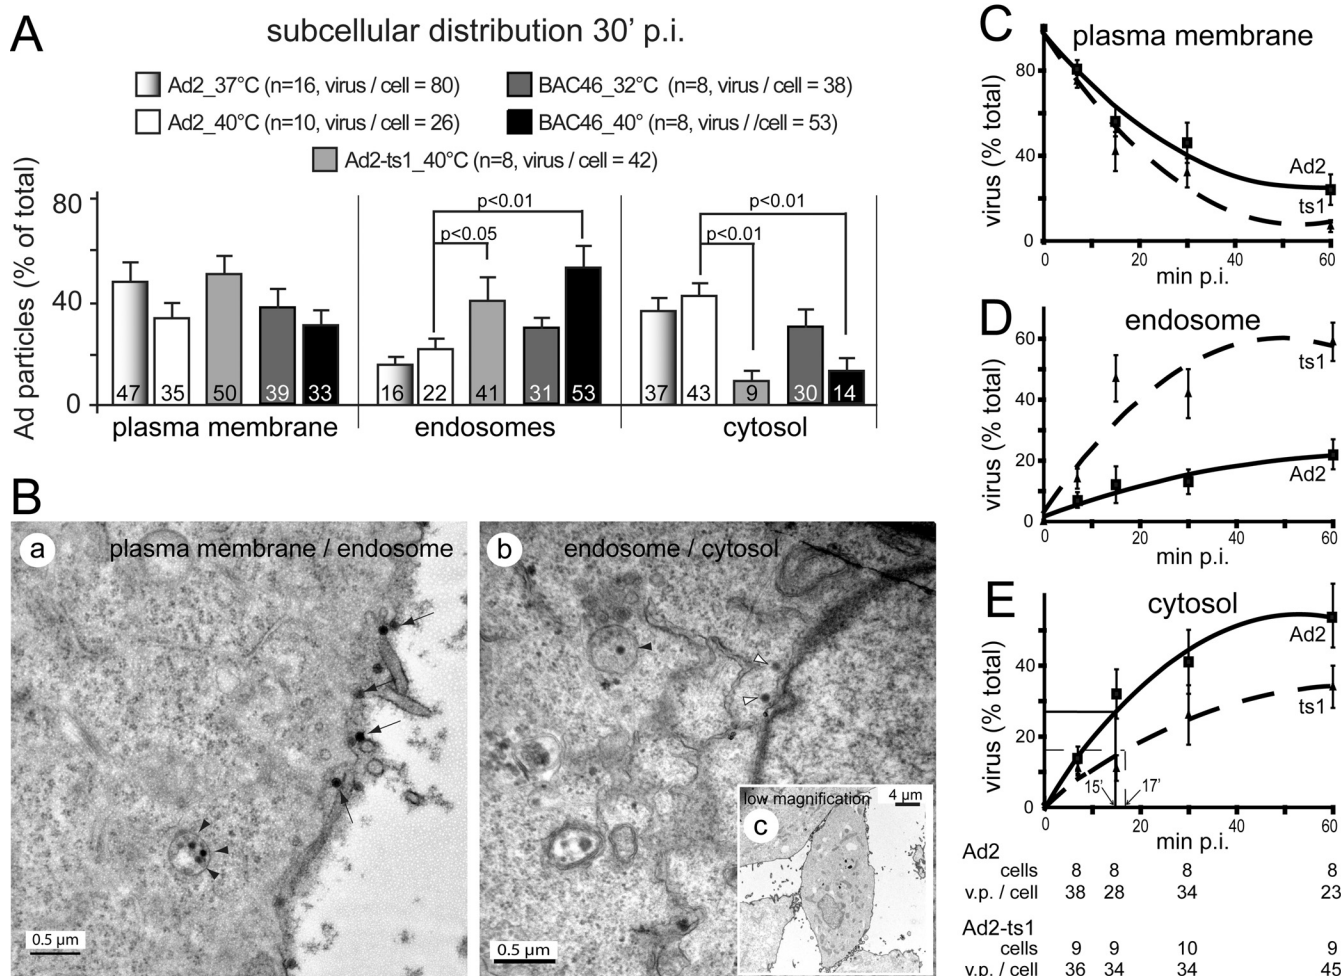 A
subcellular distribution 30’ p.i.
Ad2_37°C (n=16, virus / cell = 80)
BAC46_32°C (n=8, virus / cell = 38)
Ad2_40°C (n=10, virus / cell = 26)
BAC46_40° (n=8, virus / /cell = 53)
Ad2-ts1_40°C (n=8, virus / cell = 42)
Ad particles (% of total)
80
40
0
p<0.01
p<0.05
p<0.01
p<0.01
47 35 50 39 33
16 22 41 31 53
37 43 9 30 14
plasma membrane
endosomes
cytosol
B
a
plasma membrane / endosome
0.5 µm
b
endosome / cytosol
0.5 µm
low magnification
4 µm
c
C
plasma membrane
virus (% total)
80
40
0
Ad2
ts1
0 20 40 60
min p.i.
D
endosome
virus (% total)
60
40
20
0
ts1
Ad2
0 20 40 60
min p.i.
E
cytosol
virus (% total)
40
20
0
Ad2
ts1
15’ 17’
0 20 40 60
min p.i.
Ad2
cells 8 8 8 8
v.p. / cell 38 28 34 23
Ad2-ts1
cells 9 9 10 9
v.p. / cell 36 34 34 45